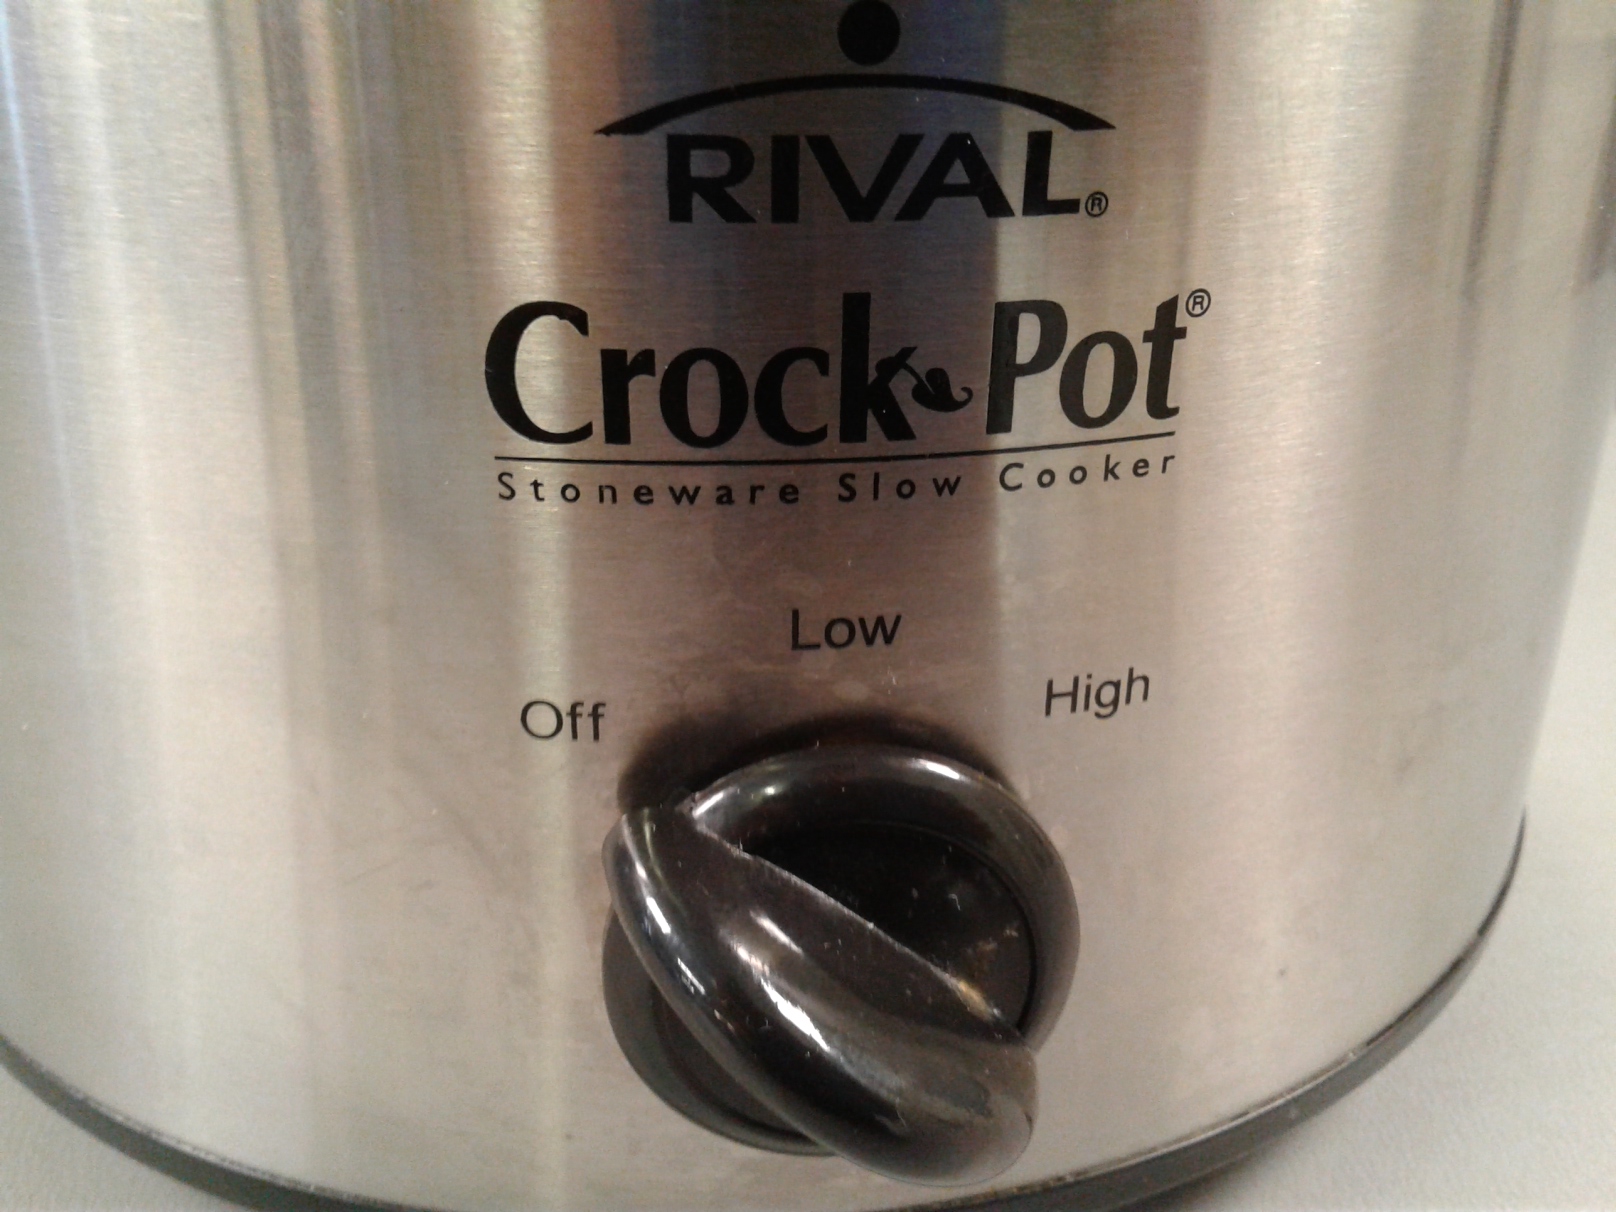 RIVAL®
Crock Pot®
Stoneware Slow Cooker
Low
Off
High